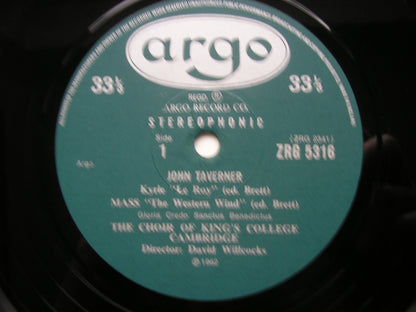 argo
33⅓ 33⅓
REGD. ℗
ARGO RECORD CO.
STEREOPHONIC
Side (ZRG 2341)
1 ZRG 5316
Argo.
JOHN TAVERNER
Kyrie "Le Roy" (ed. Brett)
MASS "The Western Wind" (ed. Brett)
Gloria Credo Sanctus Benedictus
THE CHOIR OF KING'S COLLEGE
CAMBRIDGE
Director: David Willcocks
℗ 1962